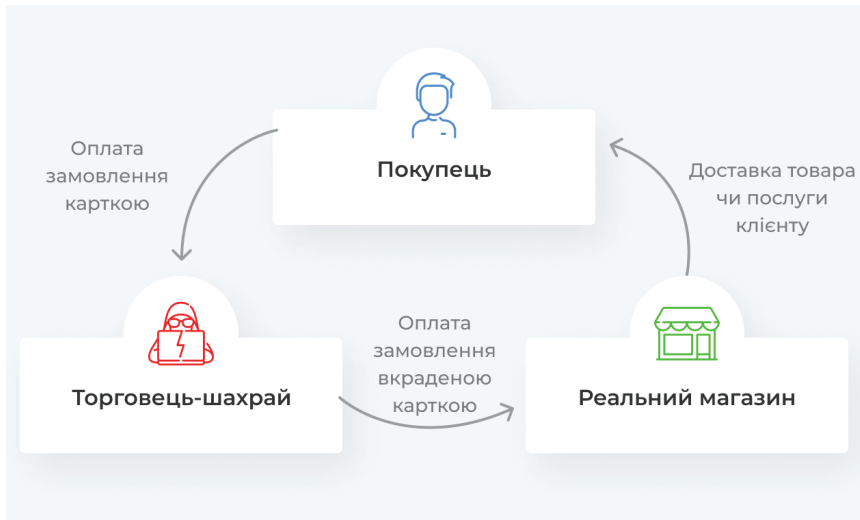 Покупець
Оплата
замовлення
карткою
Доставка товара
чи послуги
клієнту
Торговець-шахрай
Оплата
замовлення
вкраденою
карткою
Реальний магазин